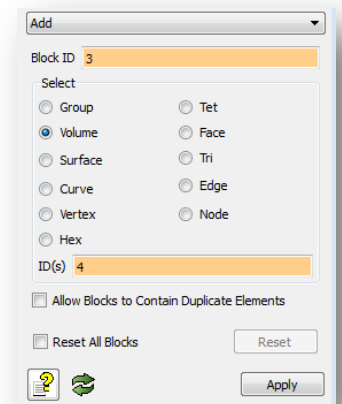 Add
Block ID 3
Select
Group Tet
Volume Face
Surface Tri
Curve Edge
Vertex Node
Hex
ID(s) 4
Allow Blocks to Contain Duplicate Elements
Reset All Blocks Reset
? Apply